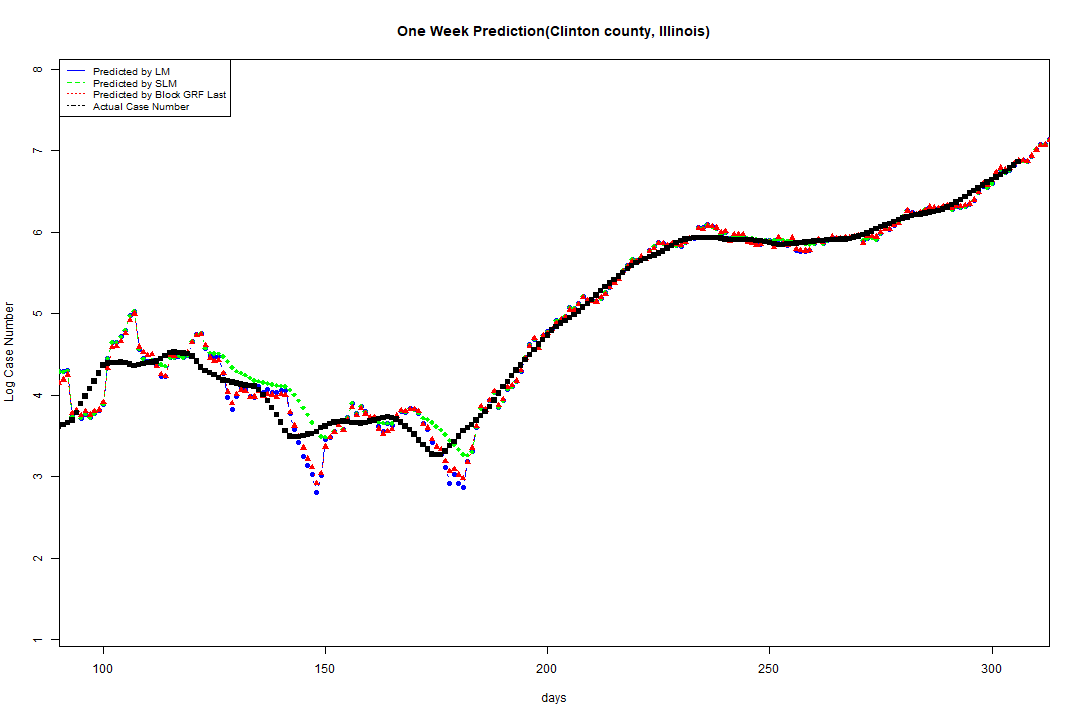 One Week Prediction(Clinton county, Illinois)
Predicted by LM
Predicted by SLM
Predicted by Block GRF Last
Actual Case Number
8
7
6
5
4
3
2
1
Log Case Number
100 150 200 250 300
days